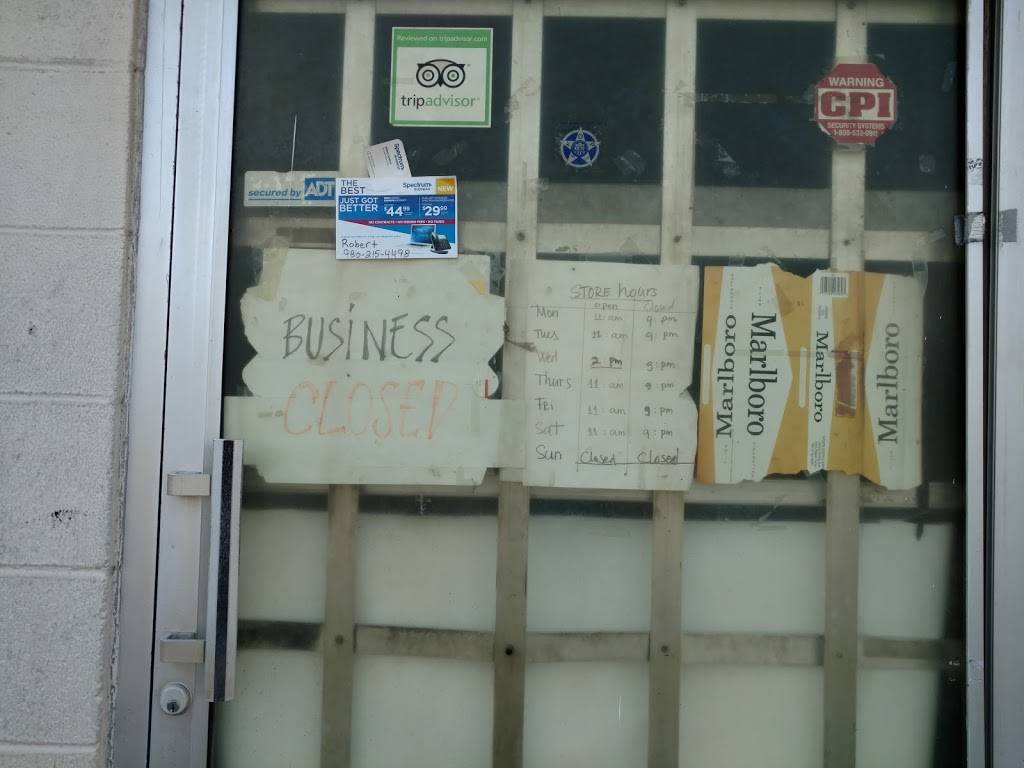 Reviewed on tripadvisor.com
tripadvisor
WARNING
CPI
SECURITY SYSTEMS
secured by ADT
Spectrum
THE
BEST
JUST GOT
BETTER
Spectrum
BUSINESS
NEW
$44.99
$29.99
Robert
980-215-4498
BUSINESS
CLOSED
STORE hours
open Closed
Mon 11:am 9:pm
Tues 11:am 9:pm
Wed 2 pm 9:pm
Thurs 11:am 9:pm
Fri 11:am 9:pm
Sat 11:am 9:pm
Sun Closed Closed
Marlboro
Marlboro
Marlboro
Marlboro